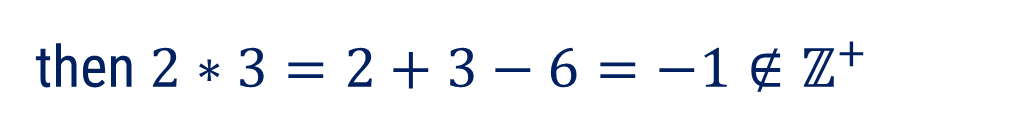 then 2 ∗ 3 = 2 + 3 − 6 = −1 ∉ ℤ⁺